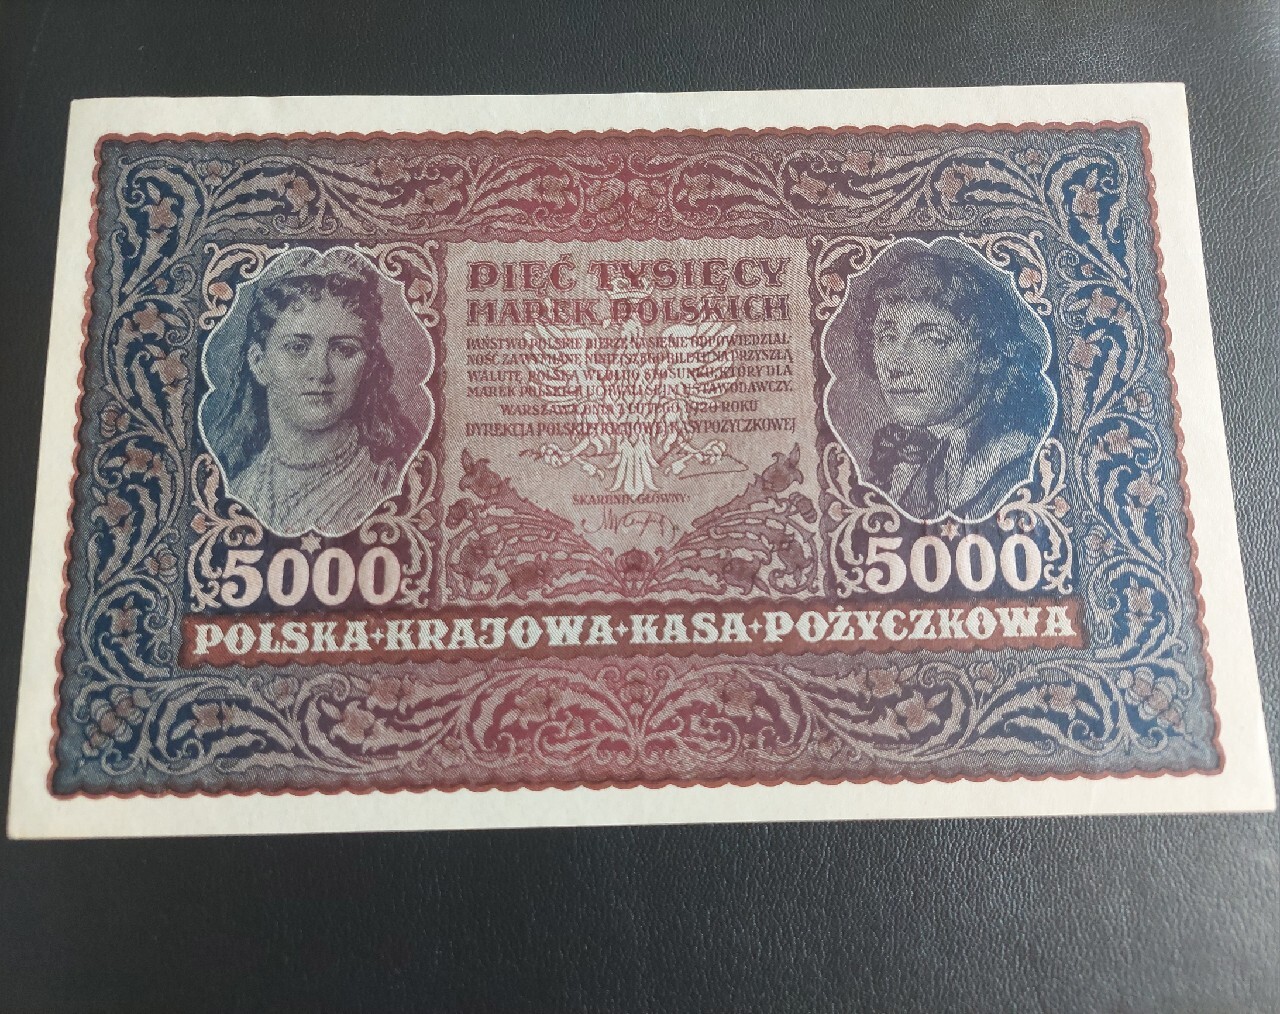 PIĘĆ TYSIĘCY
MAREK POLSKICH
PAŃSTWO POLSKIE BIERZE NA SIEBIE ODPOWIEDZIAL-
NOŚĆ ZA WYMIANĘ NINIEJSZEGO BILETU NA PRZYSZŁĄ
WALUTĘ POLSKĄ WEDŁUG STOSUNKU, KTÓRY DLA
MAREK POLSKICH UCHWALI SEJM USTAWODAWCZY.
WARSZAWA DNIA 7 LUTEGO 1920 ROKU
DYREKCJA POLSKIEJ KRAJOWEJ KASY POŻYCZKOWEJ
SKARBNIK GŁÓWNY:
5000 5000
POLSKA KRAJOWA KASA POŻYCZKOWA